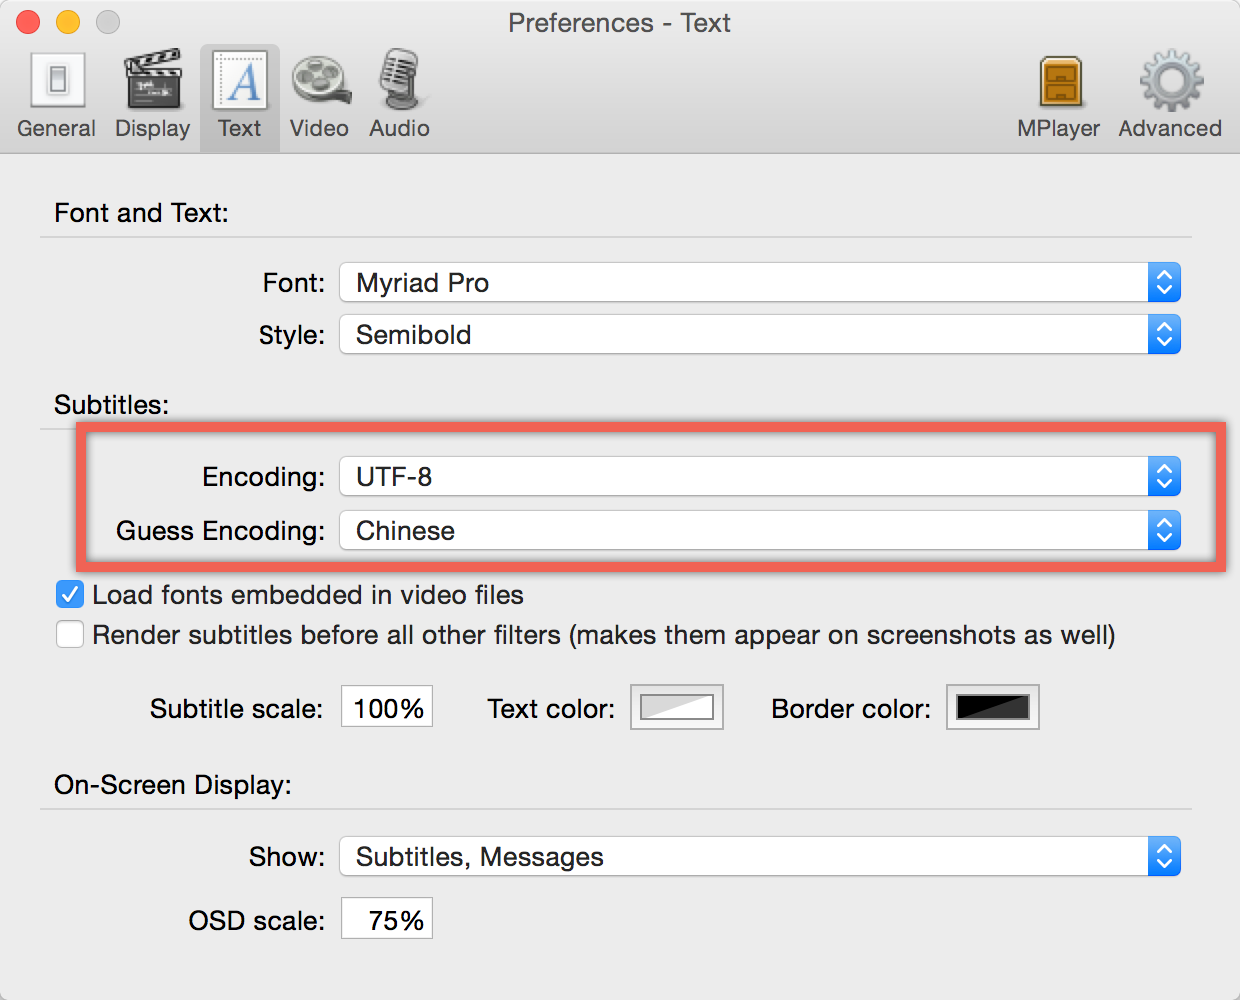 Preferences - Text
General Display Text Video Audio MPlayer Advanced
Font and Text:
Font: Myriad Pro
Style: Semibold
Subtitles:
Encoding: UTF-8
Guess Encoding: Chinese
Load fonts embedded in video files
Render subtitles before all other filters (makes them appear on screenshots as well)
Subtitle scale: 100% Text color: Border color:
On-Screen Display:
Show: Subtitles, Messages
OSD scale: 75%